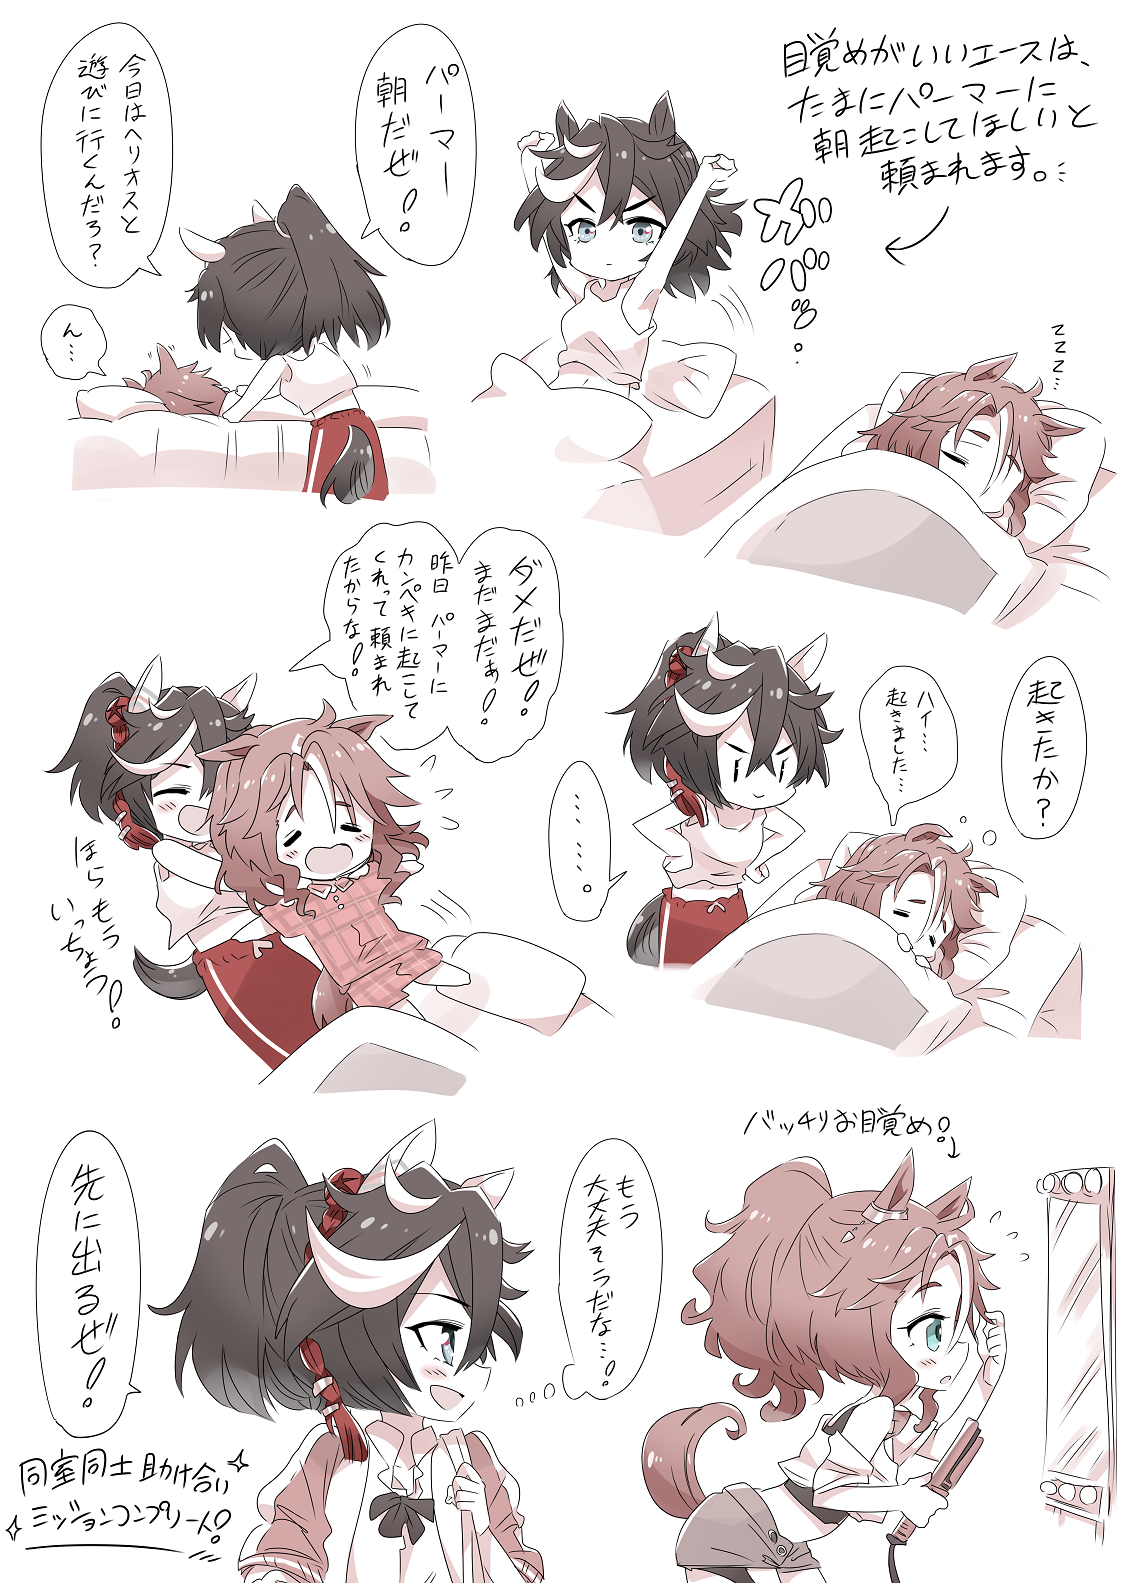 目覚めがいいエースは、
たまにパーマーに
朝起こしてほしいと
頼まれます。
ガバ
zzz…
パーマー
朝だぜ!
今日はヘリオスと
遊びに行くんだろ?
ん…
起きたか?
ハイ…
起きました…
……。
ダメだぜ!
まだまだぁ!
昨日パーマーに
カンペキに起こして
くれって頼まれ
たからな!
ほらもう
いっちょう!
バッチリお目覚め。
もう
大丈夫そうだな…!
先に出るぜ!
同室同士助け合い
ミッションコンプリート!